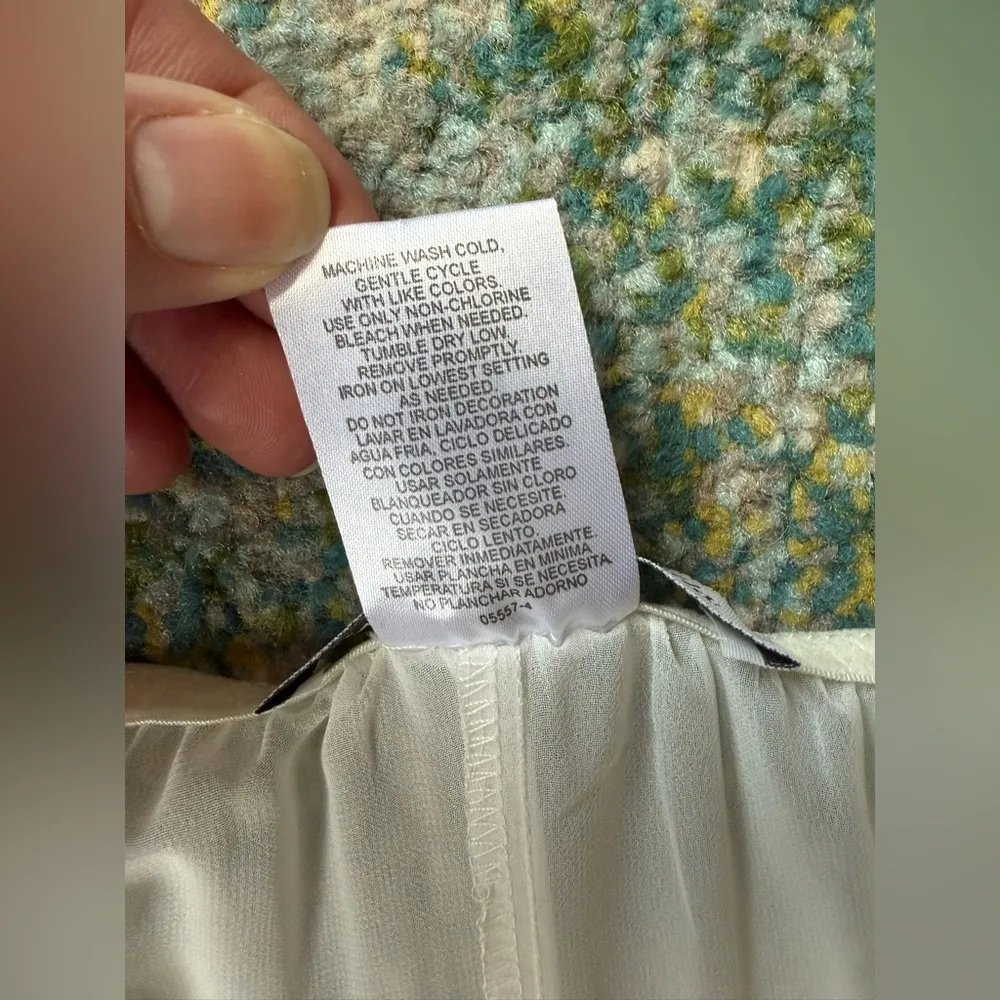 MACHINE WASH COLD,
GENTLE CYCLE
WITH LIKE COLORS.
USE ONLY NON-CHLORINE
BLEACH WHEN NEEDED.
TUMBLE DRY LOW.
REMOVE PROMPTLY.
IRON ON LOWEST SETTING
AS NEEDED.
DO NOT IRON DECORATION
LAVAR EN LAVADORA CON
AGUA FRIA, CICLO DELICADO
CON COLORES SIMILARES.
USAR SOLAMENTE
BLANQUEADOR SIN CLORO
CUANDO SE NECESITE.
SECAR EN SECADORA
CICLO LENTO.
REMOVER INMEDIATAMENTE.
USAR PLANCHA EN MINIMA
TEMPERATURA SI SE NECESITA.
NO PLANCHAR ADORNO
05557-4